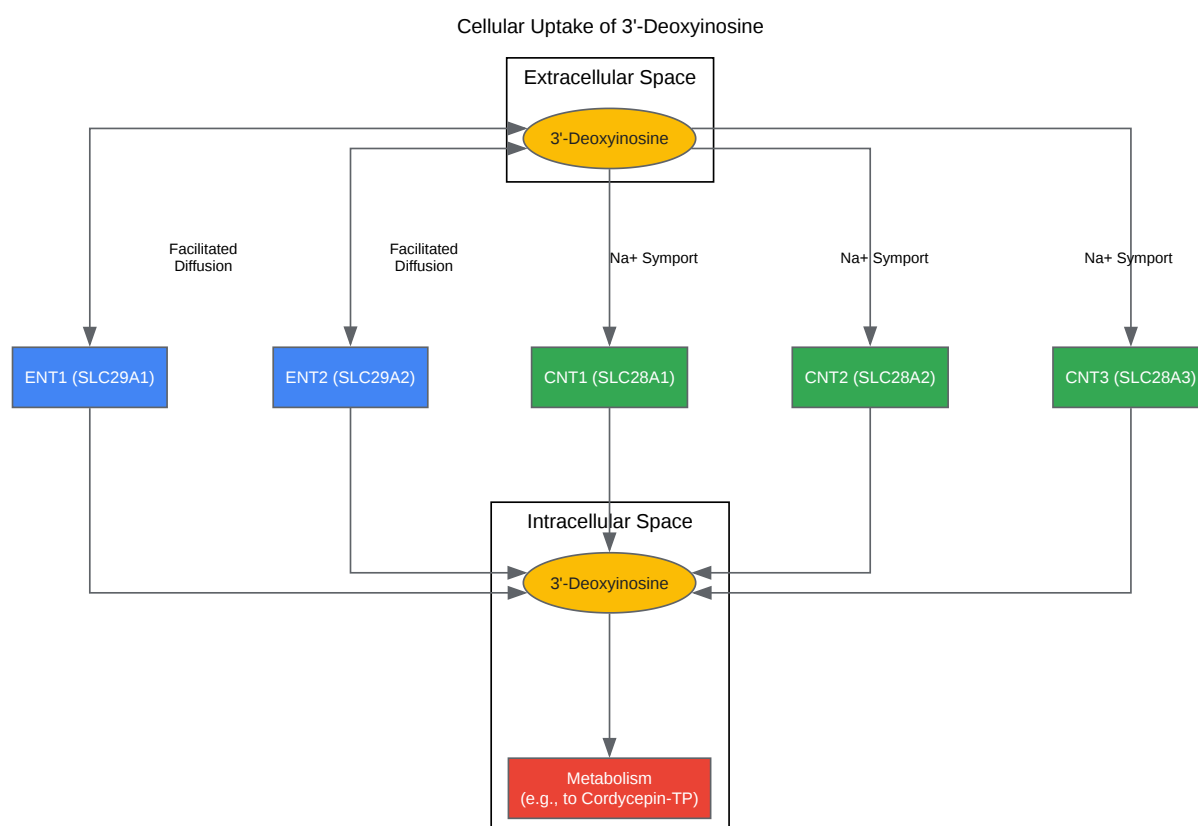 Cellular Uptake of 3'-Deoxyinosine
Extracellular Space
3'-Deoxyinosine
Facilitated
Diffusion
Facilitated
Diffusion
Na+ Symport
Na+ Symport
Na+ Symport
ENT1 (SLC29A1)
ENT2 (SLC29A2)
CNT1 (SLC28A1)
CNT2 (SLC28A2)
CNT3 (SLC28A3)
Intracellular Space
3'-Deoxyinosine
Metabolism
(e.g., to Cordycepin-TP)